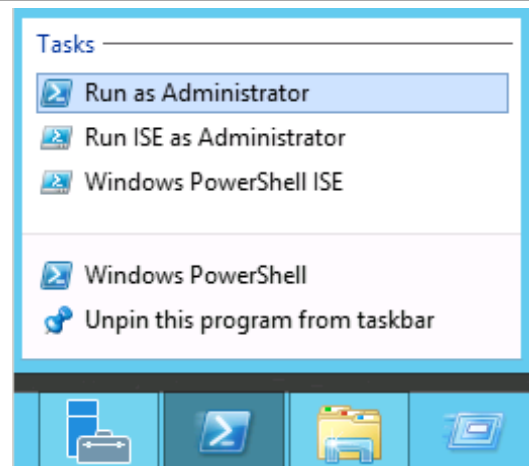 Tasks
Run as Administrator
Run ISE as Administrator
Windows PowerShell ISE
Windows PowerShell
Unpin this program from taskbar